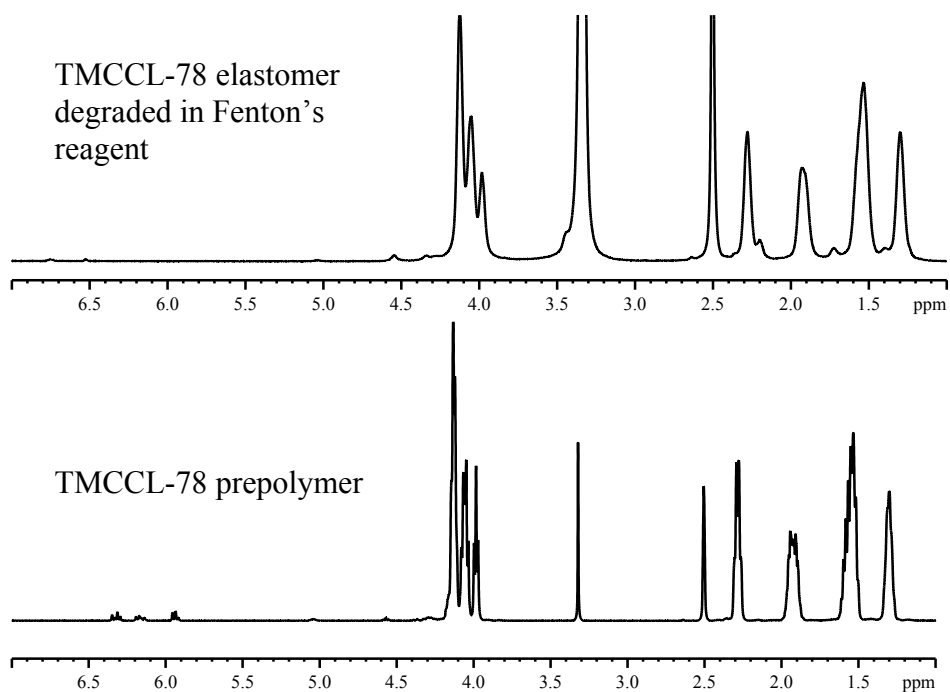 TMCCL-78 elastomer
degraded in Fenton’s
reagent
6.5 6.0 5.5 5.0 4.5 4.0 3.5 3.0 2.5 2.0 1.5 ppm
TMCCL-78 prepolymer
6.5 6.0 5.5 5.0 4.5 4.0 3.5 3.0 2.5 2.0 1.5 ppm